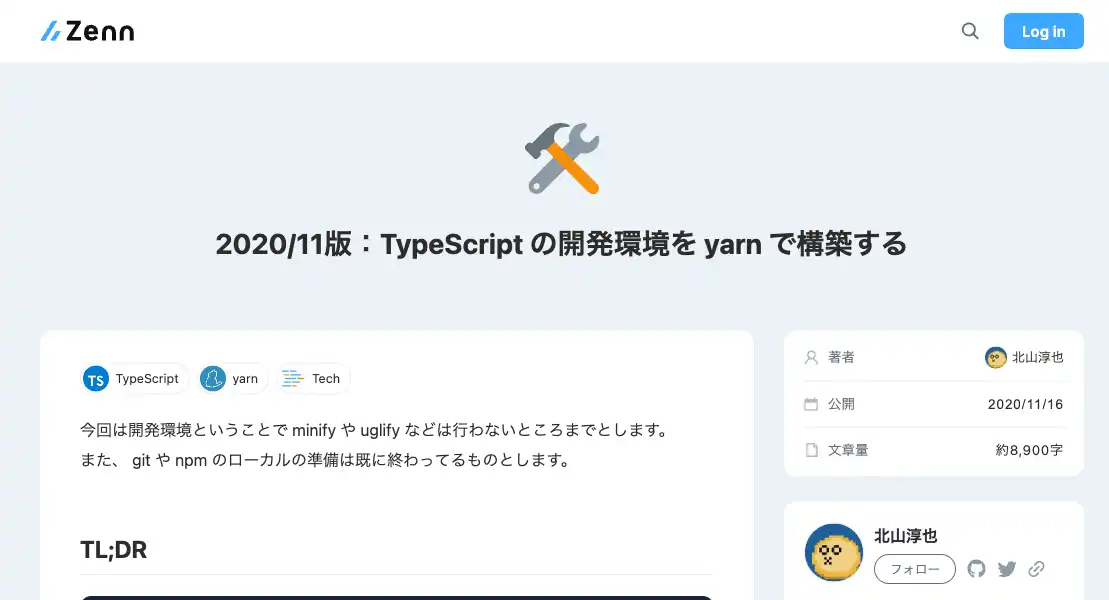 Zenn
Log in
2020/11版：TypeScript の開発環境を yarn で構築する
TS TypeScript yarn Tech
今回は開発環境ということで minify や uglify などは行わないところまでとします。
また、 git や npm のローカルの準備は既に終わってるものとします。
TL;DR
著者 北山淳也
公開 2020/11/16
文章量 約8,900字
北山淳也
フォロー